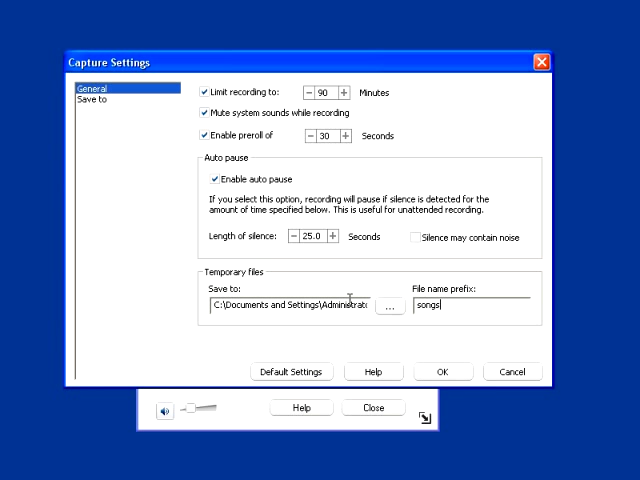 Capture Settings
General
Save to
Limit recording to: 90 Minutes
Mute system sounds while recording
Enable preroll of 30 Seconds
Auto pause
Enable auto pause
If you select this option, recording will pause if silence is detected for the
amount of time specified below. This is useful for unattended recording.
Length of silence: 25.0 Seconds Silence may contain noise
Temporary files
Save to: File name prefix:
C:\Documents and Settings\Administrato ... songs
Default Settings Help OK Cancel
Help Close